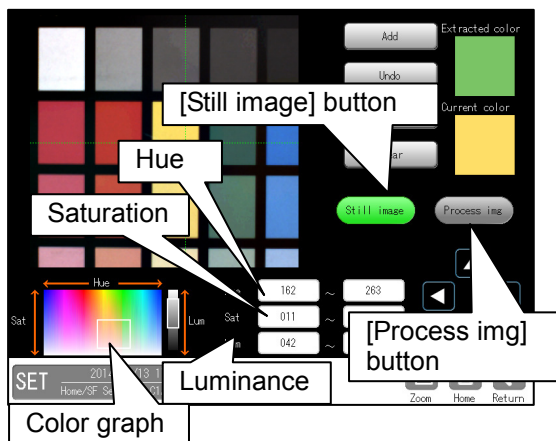 Add
Extracted color
Undo
[Still image] button
Current color
ar
Hue
Saturation
Still image
Process img
Hue
162 ~ 263
Sat
Lum
Sat
011 ~
[Process img]
button
042 ~
Luminance
SET
Home/SF Se
Zoom
Home
Return
Color graph